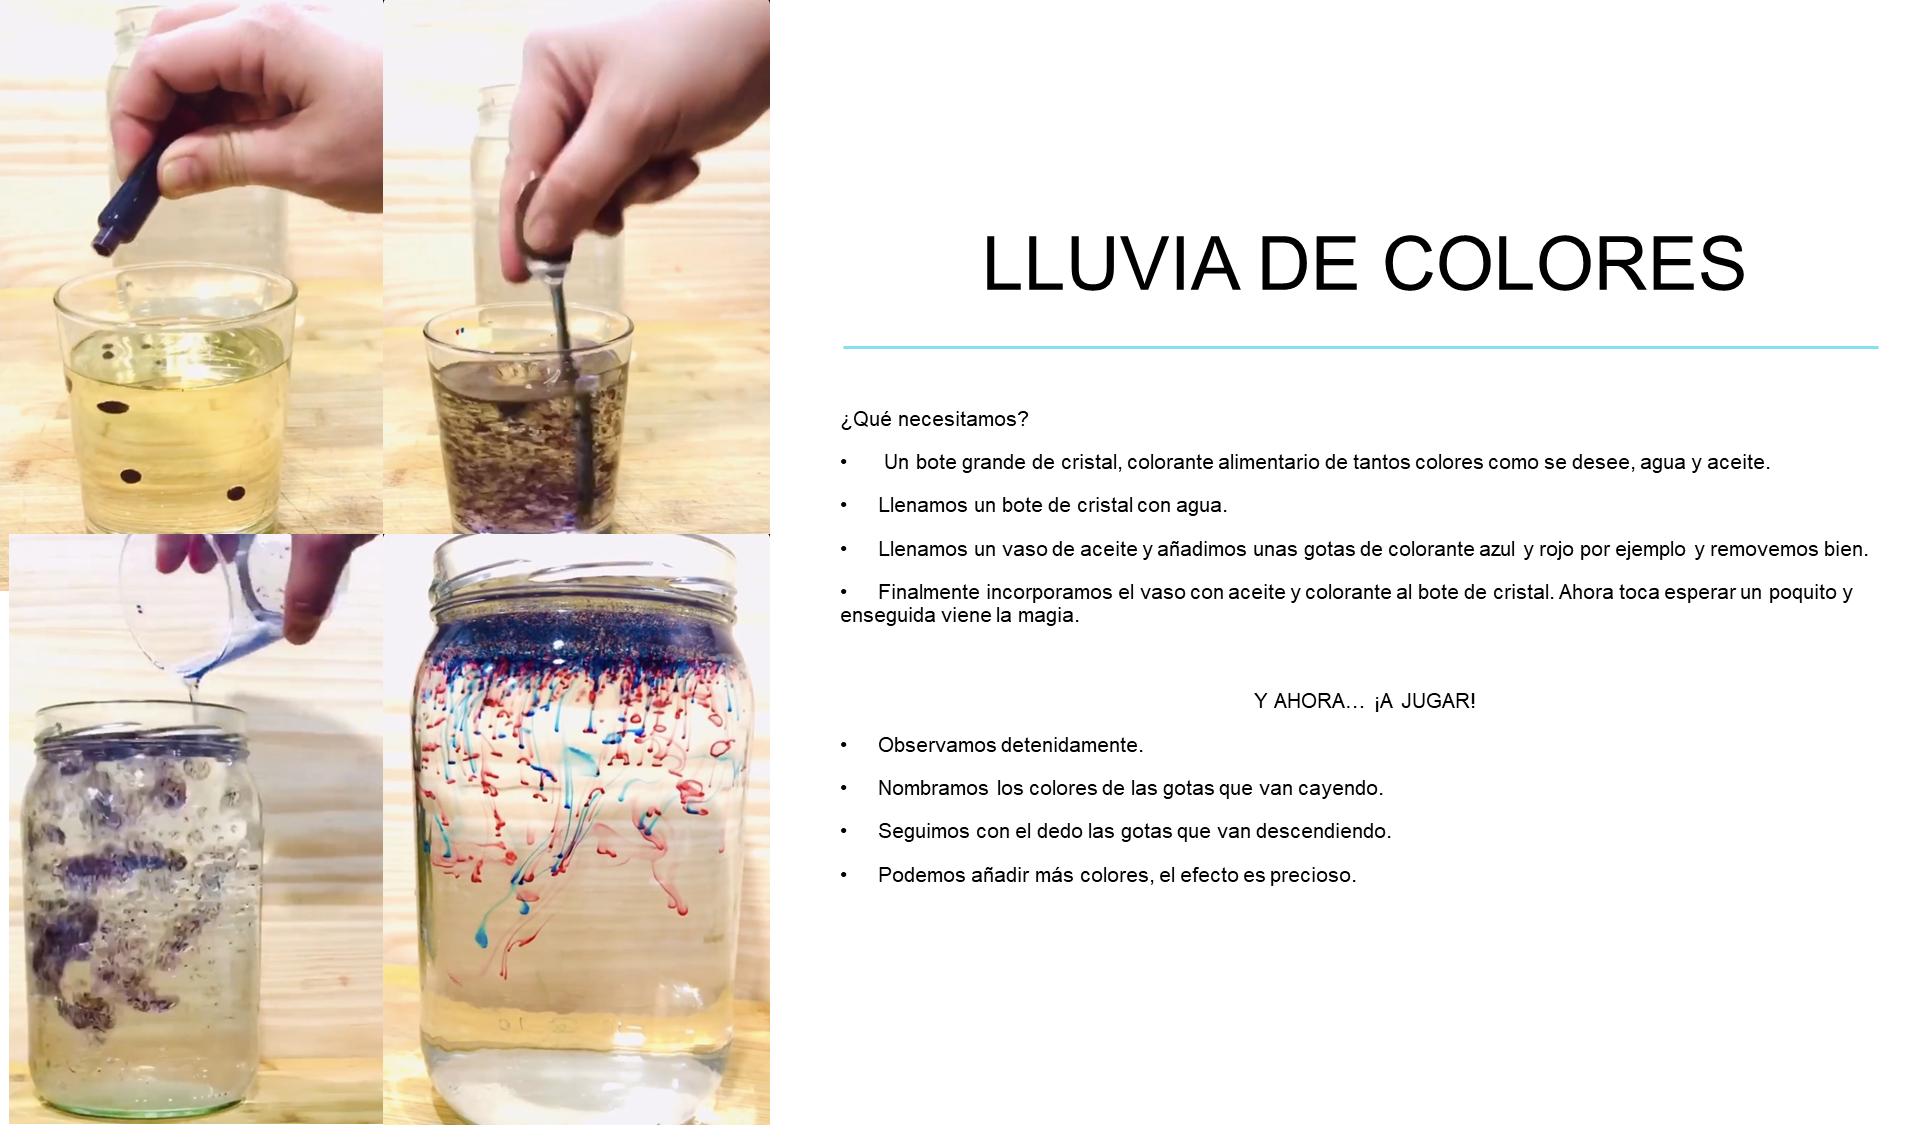 LLUVIA DE COLORES
¿Qué necesitamos?
• Un bote grande de cristal, colorante alimentario de tantos colores como se desee, agua y aceite.
• Llenamos un bote de cristal con agua.
• Llenamos un vaso de aceite y añadimos unas gotas de colorante azul y rojo por ejemplo y removemos bien.
• Finalmente incorporamos el vaso con aceite y colorante al bote de cristal. Ahora toca esperar un poquito y
enseguida viene la magia.
Y AHORA… ¡A JUGAR!
• Observamos detenidamente.
• Nombramos los colores de las gotas que van cayendo.
• Seguimos con el dedo las gotas que van descendiendo.
• Podemos añadir más colores, el efecto es precioso.